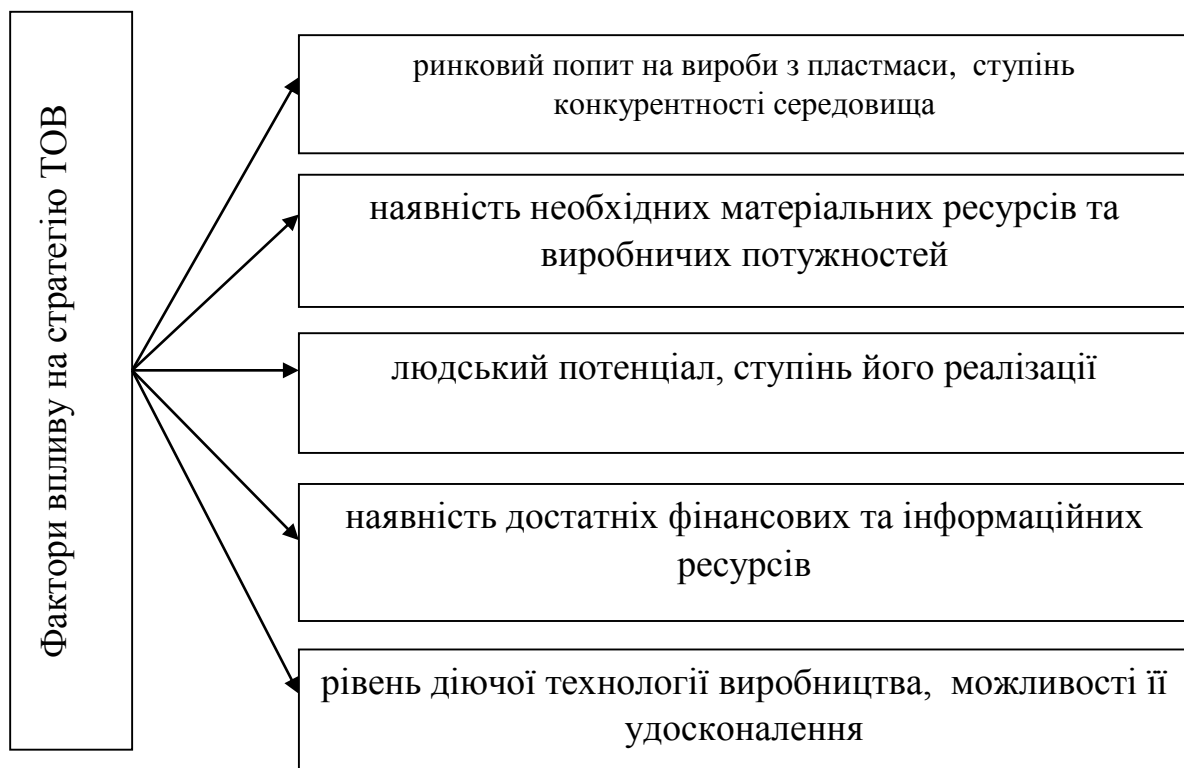 Фактори впливу на стратегію ТОВ
ринковий попит на вироби з пластмаси, ступінь
конкурентності середовища
наявність необхідних матеріальних ресурсів та
виробничих потужностей
людський потенціал, ступінь його реалізації
наявність достатніх фінансових та інформаційних
ресурсів
рівень діючої технології виробництва, можливості її
удосконалення